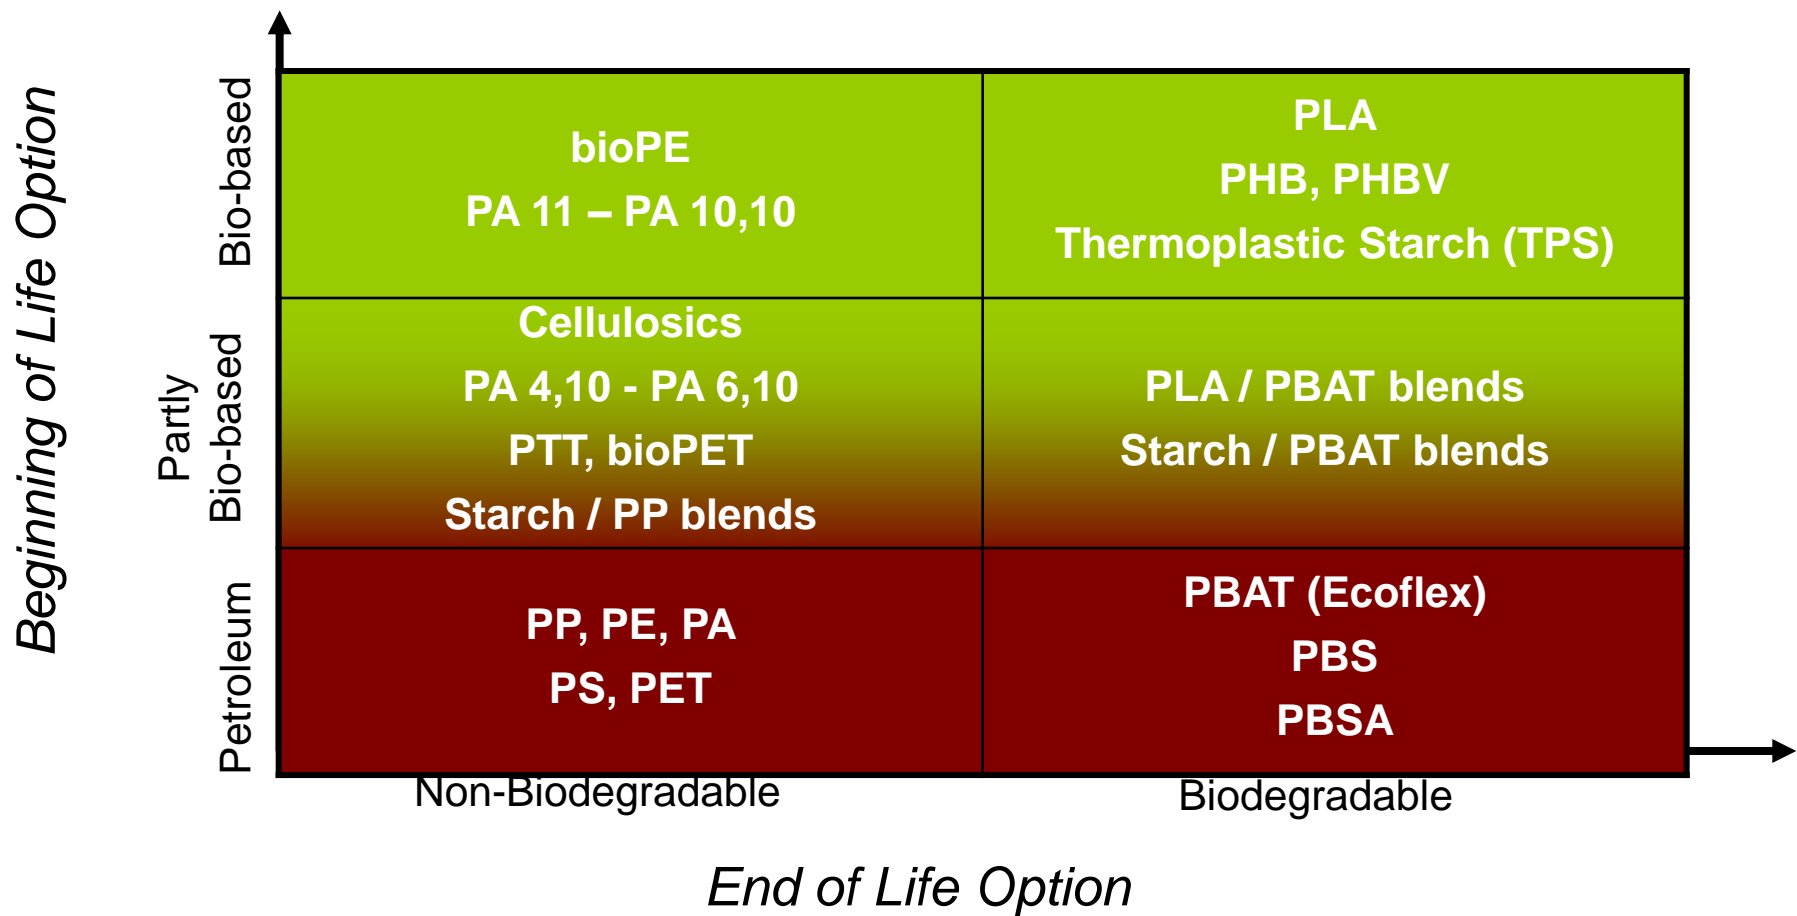 Beginning of Life Option
Bio-based
bioPE
PA 11 – PA 10,10
PLA
PHB, PHBV
Thermoplastic Starch (TPS)
Partly
Bio-based
Cellulosics
PA 4,10 - PA 6,10
PTT, bioPET
Starch / PP blends
PLA / PBAT blends
Starch / PBAT blends
Petroleum
PP, PE, PA
PS, PET
PBAT (Ecoflex)
PBS
PBSA
Non-Biodegradable
Biodegradable
End of Life Option